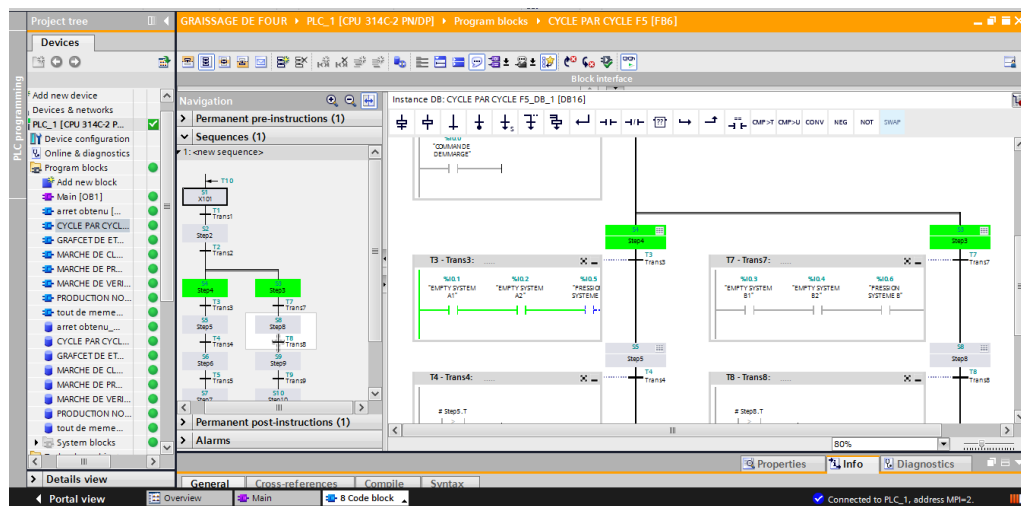 Project tree
GRAISSAGE DE FOUR ▸ PLC_1 [CPU 314C-2 PN/DP] ▸ Program blocks ▸ CYCLE PAR CYCLE F5 [FB6]
Devices
PLC programming
Block interface
Add new device
Devices & networks
PLC_1 [CPU 314C-2 P...
Device configuration
Online & diagnostics
Program blocks
Add new block
Main [OB1]
arret obtenu [...
CYCLE PAR CYCL...
GRAFCET DE ET...
MARCHE DE CL...
MARCHE DE PR...
MARCHE DE VERI...
PRODUCTION NO...
tout de meme...
arret obtenu_...
CYCLE PAR CYCL...
GRAFCET DE ET...
MARCHE DE CL...
MARCHE DE PR...
MARCHE DE VERI...
PRODUCTION NO...
tout de meme...
System blocks
Details view
Navigation
Permanent pre-instructions (1)
Sequences (1)
1: <new sequence>
T10
S1
X101
T1
Trans1
S2
Step2
T2
Trans2
S4
Step4
S3
Step3
T3
Trans3
T7
Trans7
S5
Step5
S8
Step8
T4
Trans4
T8
Trans8
S6
Step6
S9
Step9
T5
Trans5
T9
Trans9
S7
Step7
S10
Step10
Permanent post-instructions (1)
Alarms
Instance DB: CYCLE PAR CYCLE F5_DB_1 [DB16]
CMP>T CMP>U CONV NEG NOT SWAP
"COMMANDE
DEMMARGE"
S4
Step4
S3
Step3
T3 - Trans3: .....
T3
Trans3
T7 - Trans7: .....
T7
Trans7
%I0.1 %I0.2 %I0.5
"EMPTY SYSTEM
A1"
"EMPTY SYSTEM
A2"
"PRESSIO
SYSTEME
%I0.3 %I0.4 %I0.6
"EMPTY SYSTEM
B1"
"EMPTY SYSTEM
B2"
"PRESSION
SYSTEME B"
S5
Step5
S8
Step8
T4 - Trans4: .....
T4
Trans4
T8 - Trans8: .....
T8
Trans8
# Step5.T
# Step8.T
80%
Properties
Info
Diagnostics
General Cross-references Compile Syntax
Portal view
Overview
Main
8 Code block
Connected to PLC_1, address MPI=2.